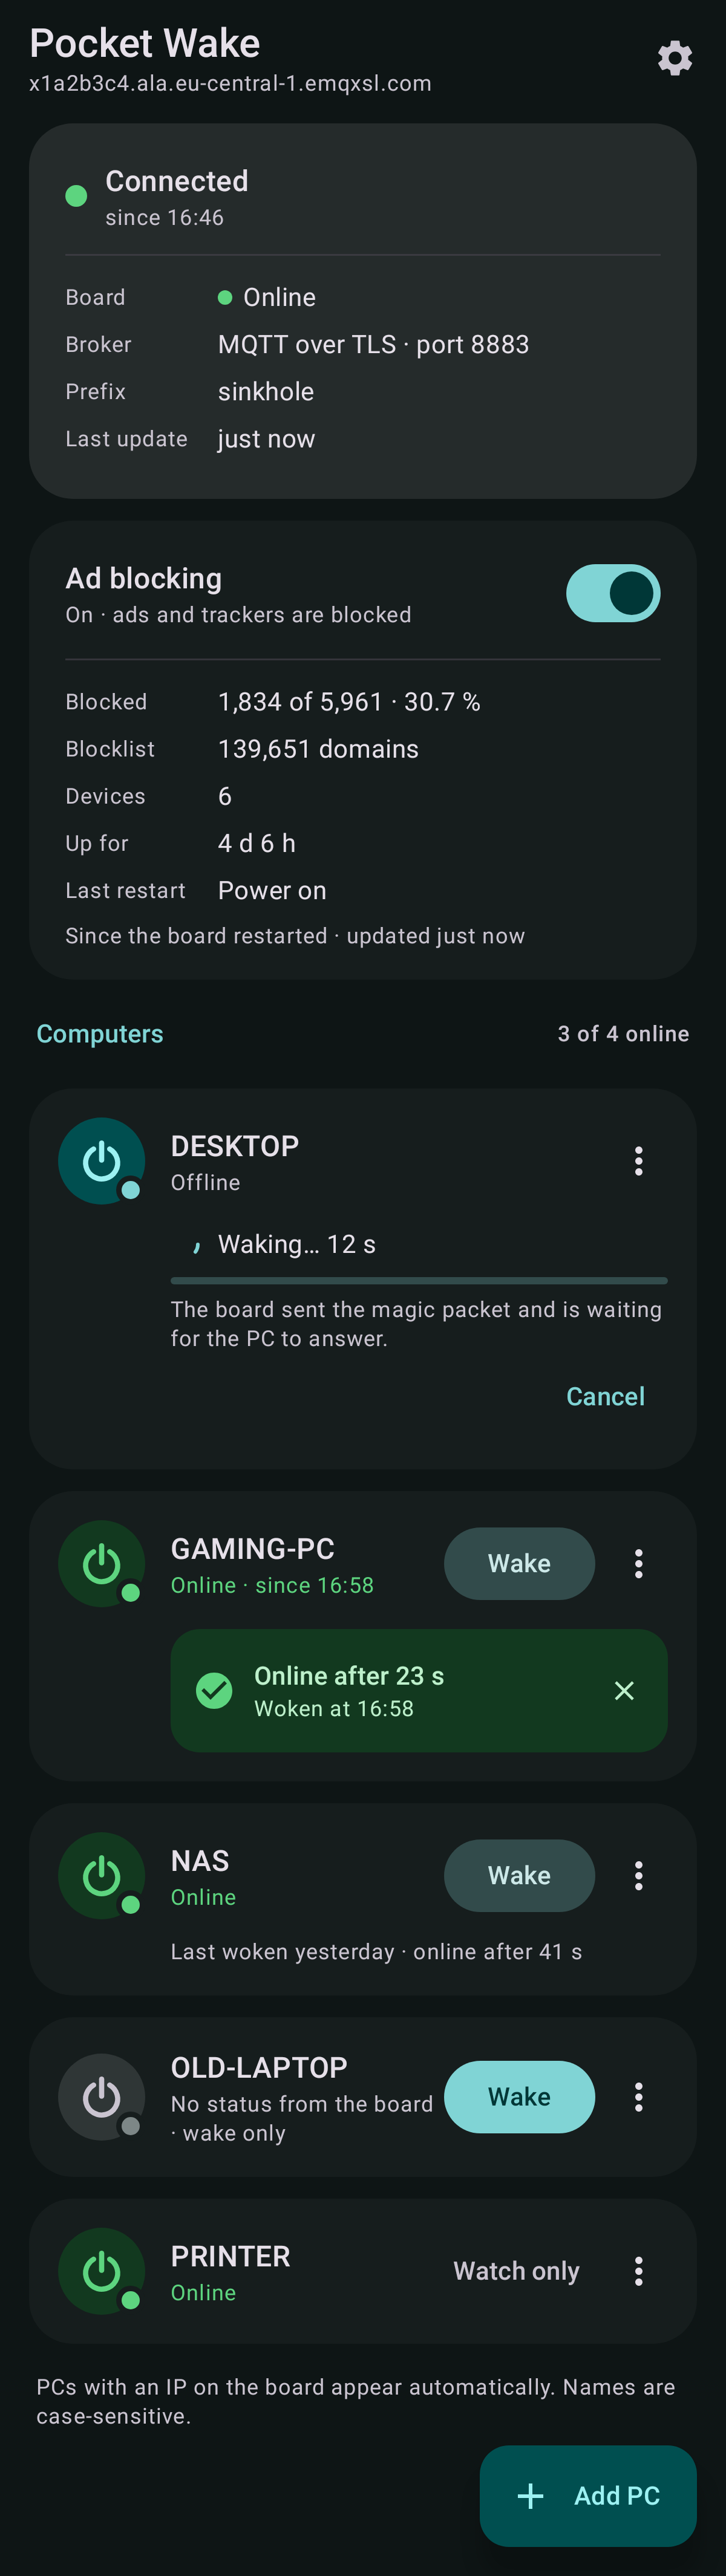 Pocket Wake
x1a2b3c4.ala.eu-central-1.emqxsl.com
Connected
since 16:46
Board Online
Broker MQTT over TLS · port 8883
Prefix sinkhole
Last update just now
Ad blocking
On · ads and trackers are blocked
Blocked 1,834 of 5,961 · 30.7 %
Blocklist 139,651 domains
Devices 6
Up for 4 d 6 h
Last restart Power on
Since the board restarted · updated just now
Computers 3 of 4 online
DESKTOP
Offline
Waking… 12 s
The board sent the magic packet and is waiting
for the PC to answer.
Cancel
GAMING-PC
Online · since 16:58
Wake
Online after 23 s
Woken at 16:58
NAS
Online
Wake
Last woken yesterday · online after 41 s
OLD-LAPTOP
No status from the board
· wake only
Wake
PRINTER
Online
Watch only
PCs with an IP on the board appear automatically. Names are
case-sensitive.
Add PC